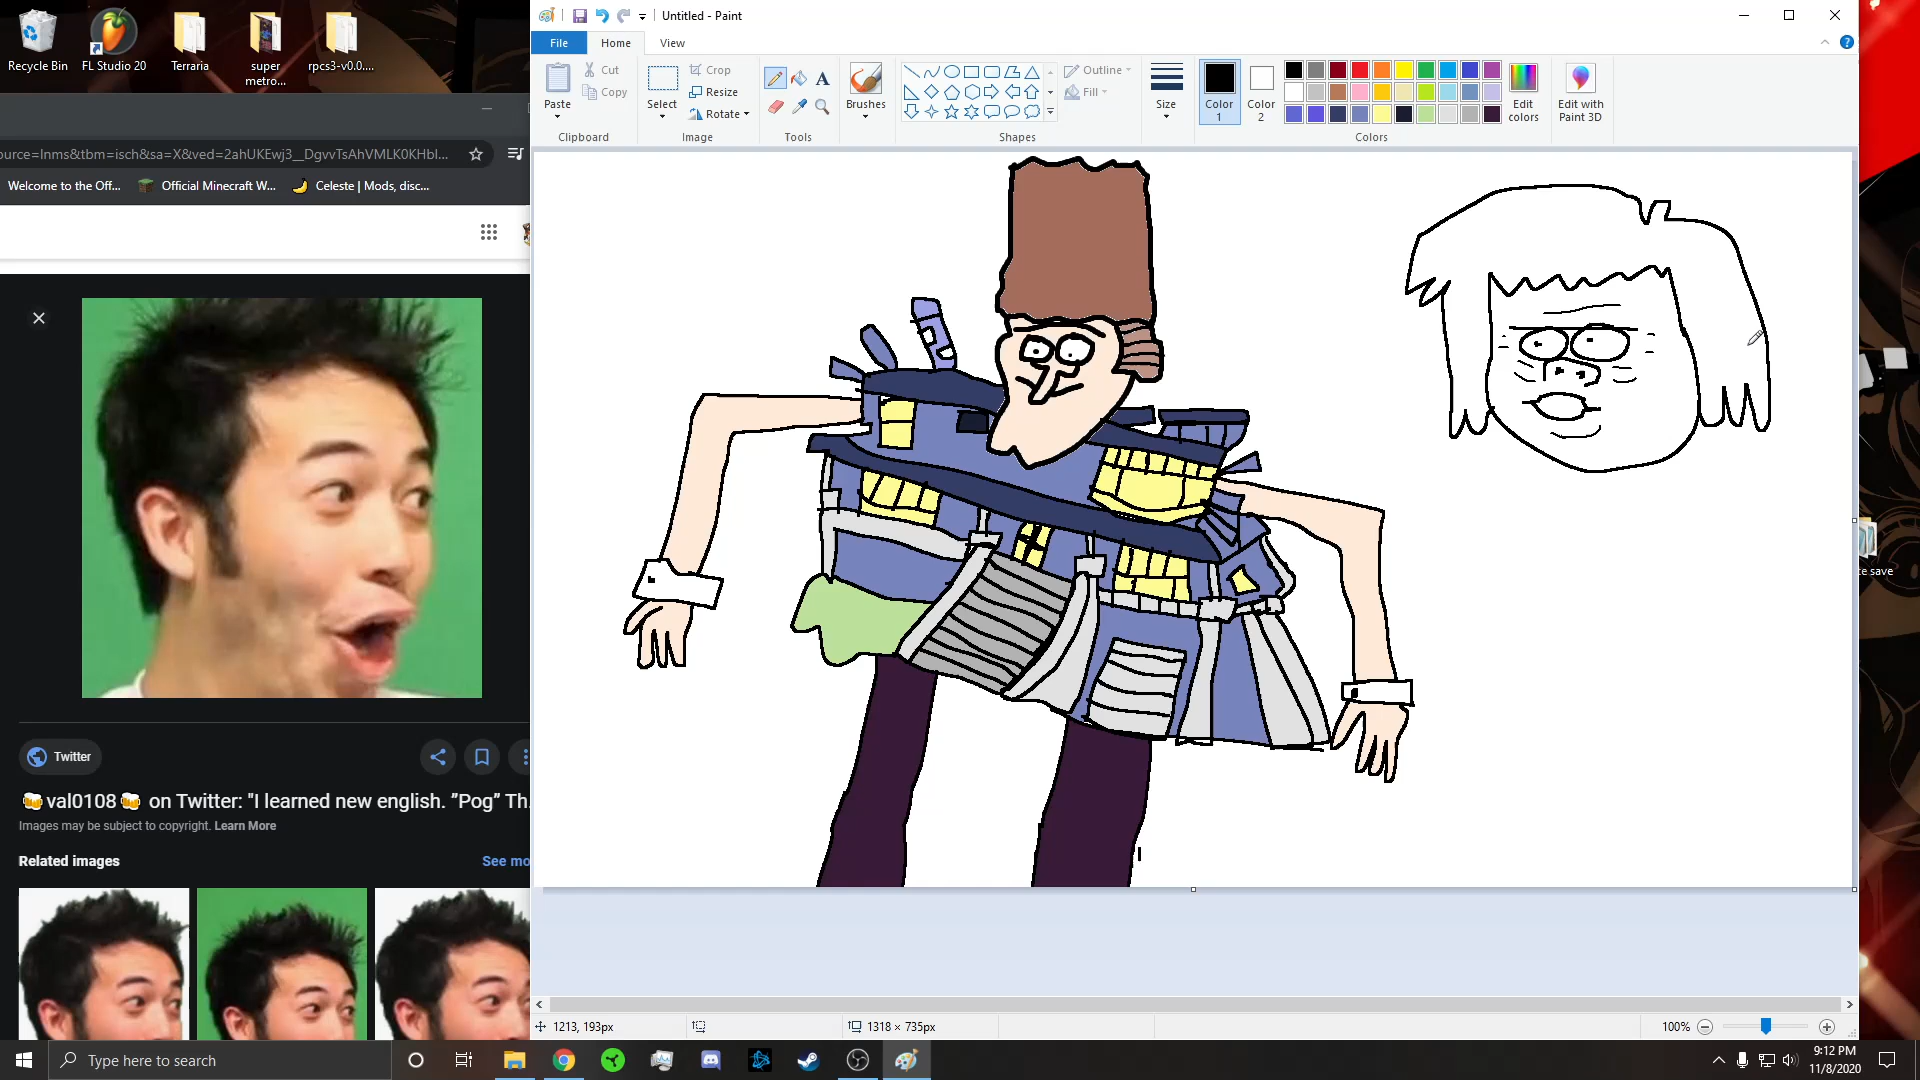 Recycle Bin
FL Studio 20
Terraria
super
metro...
rpcs3-v0.0....
Untitled - Paint
File
Home
View
Paste
Cut
Copy
Clipboard
Select
Crop
Resize
Rotate
Image
Tools
Brushes
Shapes
Outline
Fill
Size
Color
1
Color
2
Edit
colors
Edit with
Paint 3D
Colors
ource=lnms&tbm=isch&sa=X&ved=2ahUKEwj3__DgvvTsAhVMLK0KHbI...
Welcome to the Off...
Official Minecraft W...
Celeste | Mods, disc...
Twitter
val0108 on Twitter: "I learned new english. ”Pog” Th.
Images may be subject to copyright. Learn More
Related images
See mo
e save
1213, 193px
1318 × 735px
100%
Type here to search
9:12 PM
11/8/2020